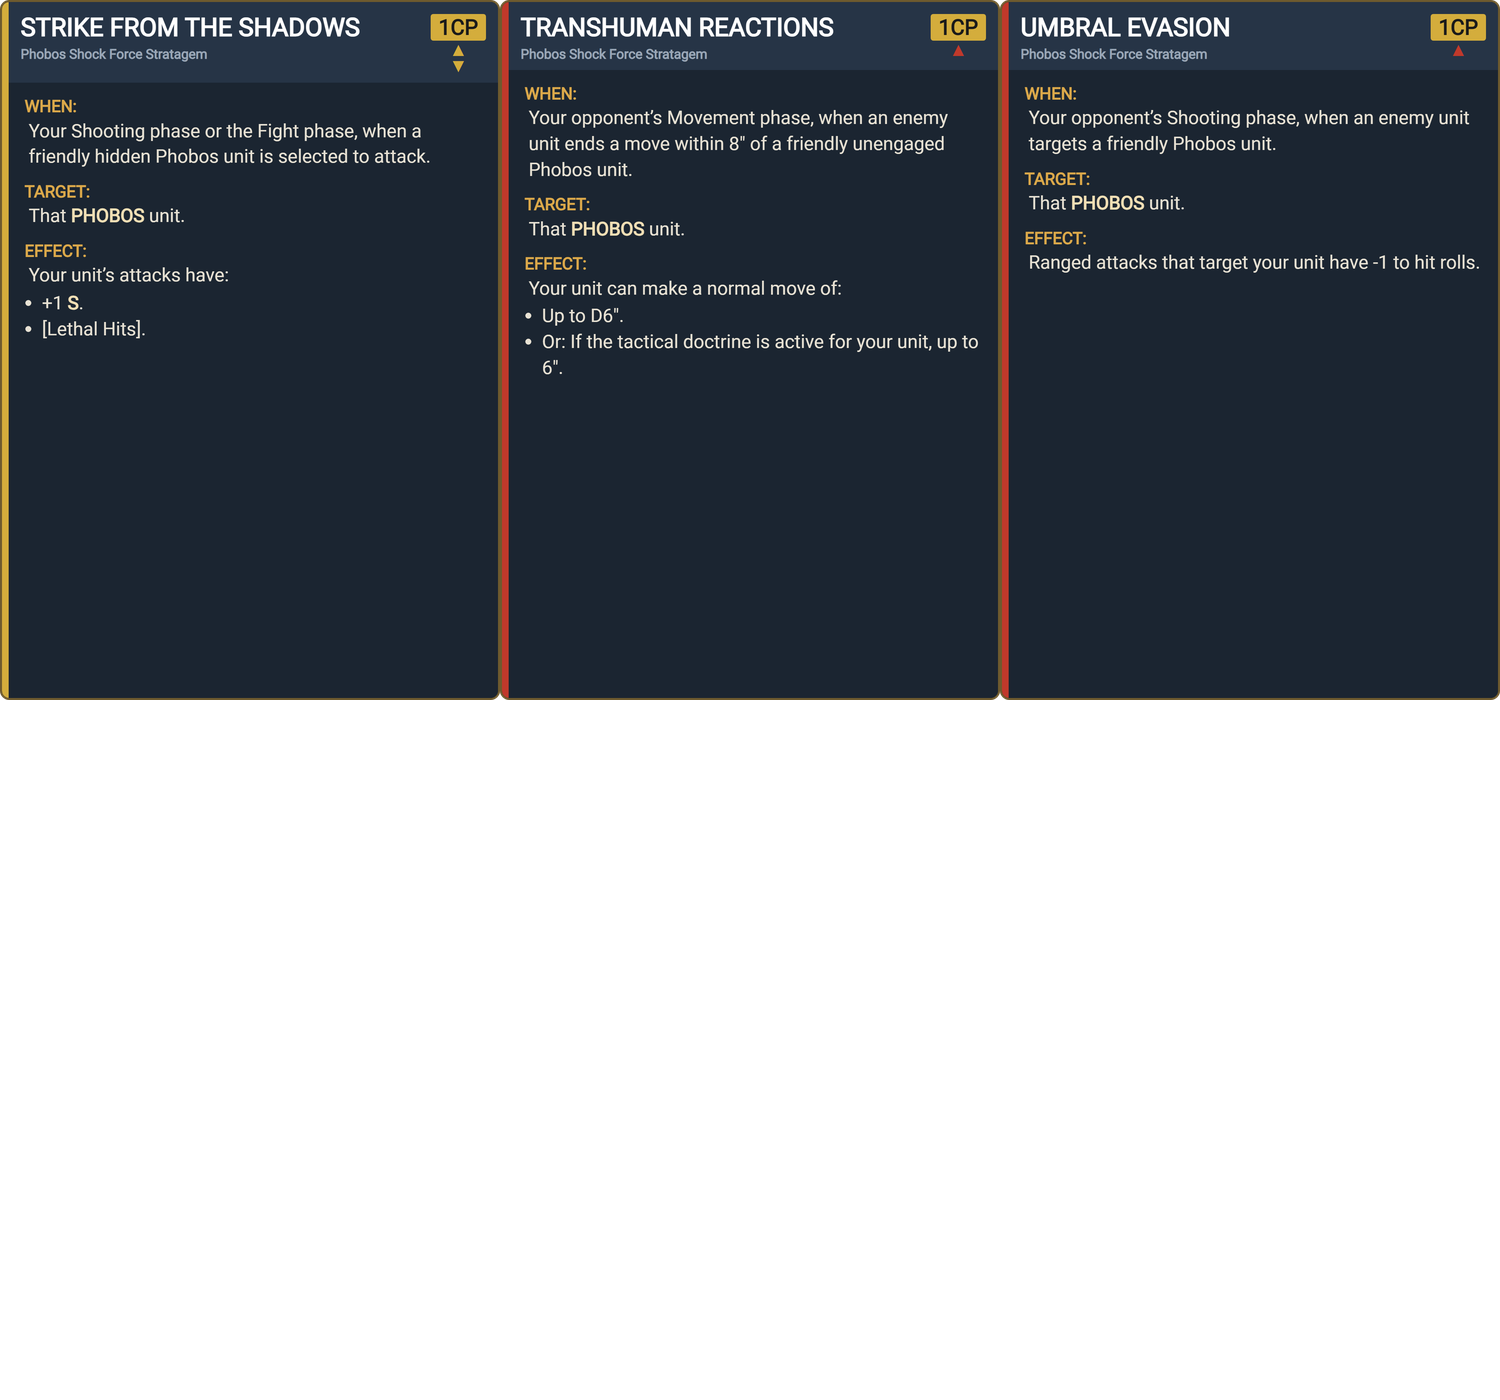 STRIKE FROM THE SHADOWS
1CP
Phobos Shock Force Stratagem
▲
▼
WHEN:
Your Shooting phase or the Fight phase, when a
friendly hidden Phobos unit is selected to attack.
TARGET:
That PHOBOS unit.
EFFECT:
Your unit’s attacks have:
• +1 S.
• [Lethal Hits].
TRANSHUMAN REACTIONS
1CP
Phobos Shock Force Stratagem
▲
WHEN:
Your opponent’s Movement phase, when an enemy
unit ends a move within 8" of a friendly unengaged
Phobos unit.
TARGET:
That PHOBOS unit.
EFFECT:
Your unit can make a normal move of:
• Up to D6".
• Or: If the tactical doctrine is active for your unit, up to
6".
UMBRAL EVASION
1CP
Phobos Shock Force Stratagem
▲
WHEN:
Your opponent’s Shooting phase, when an enemy unit
targets a friendly Phobos unit.
TARGET:
That PHOBOS unit.
EFFECT:
Ranged attacks that target your unit have -1 to hit rolls.